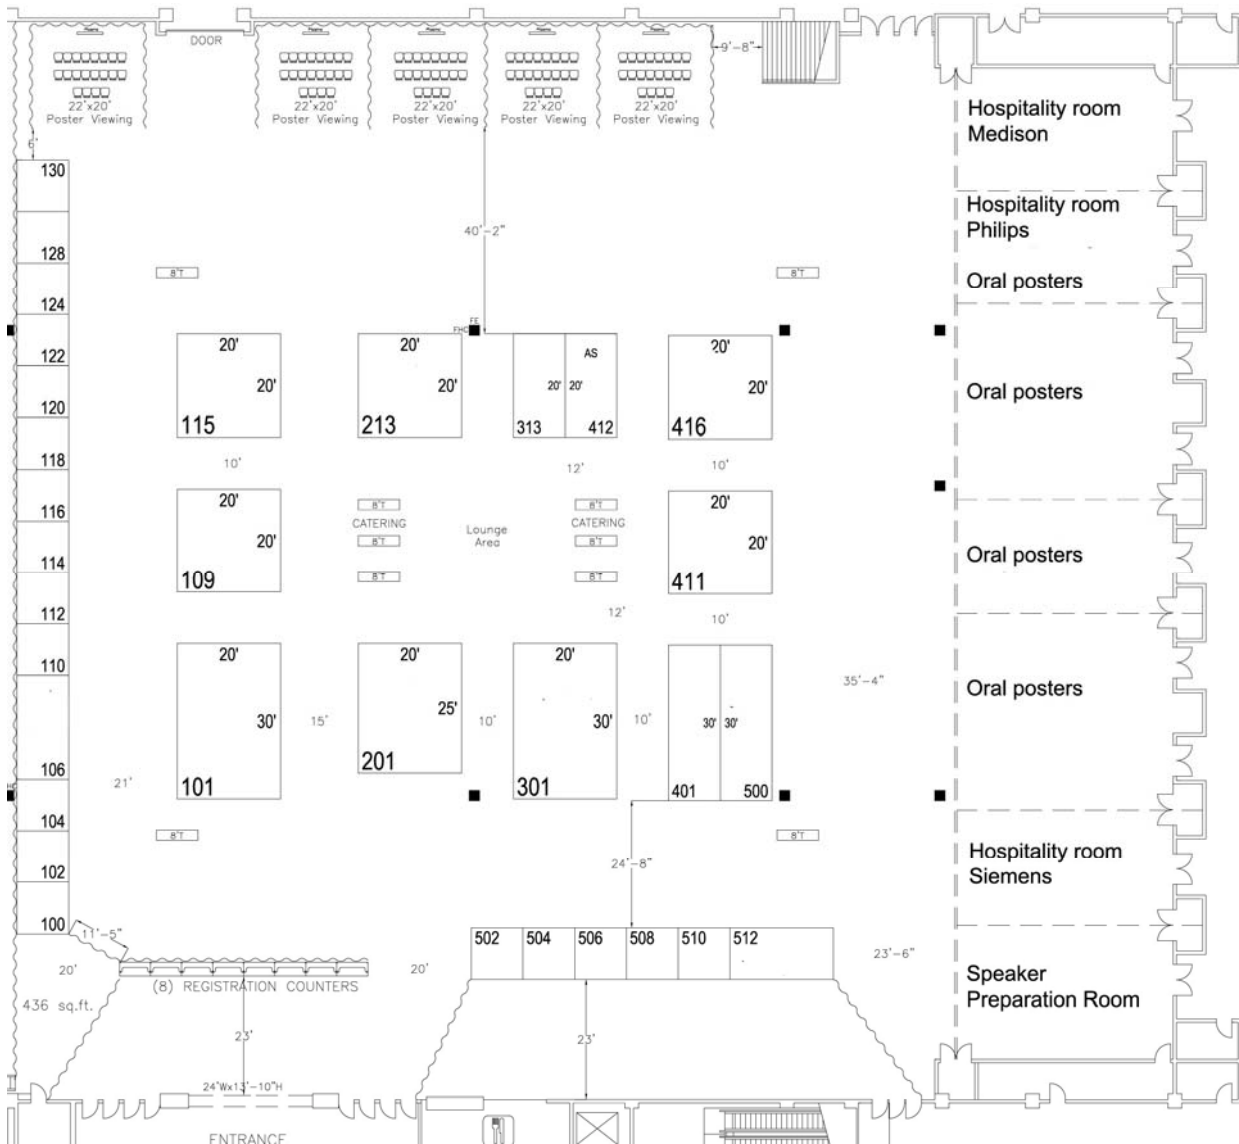 DOOR
9'-8"
22'x20'
Poster Viewing
22'x20'
Poster Viewing
22'x20'
Poster Viewing
22'x20'
Poster Viewing
22'x20'
Poster Viewing
Hospitality room
Medison
6'
130
Hospitality room
Philips
40'-2"
128
8'T
8'T
Oral posters
124
FE
FHC
20'
20'
AS
20'
122
20'
20'
20'
20'
20'
Oral posters
120
115
213
313
412
416
118
10'
12'
10'
20'
8'T
8'T
20'
116
CATERING
Lounge
Area
CATERING
20'
8'T
8'T
20'
Oral posters
114
109
8'T
8'T
411
112
12'
10'
110
20'
20'
20'
35'-4"
Oral posters
30'
15'
25'
10'
30'
10'
30'
30'
106
21'
101
201
301
401
500
104
8'T
8'T
24'-8"
Hospitality room
Siemens
102
100
11'-5"
502
504
506
508
510
512
23'-6"
20'
20'
(8) REGISTRATION COUNTERS
Speaker
Preparation Room
436 sq.ft.
23'
23'
24'Wx13'-10"H
ENTRANCE